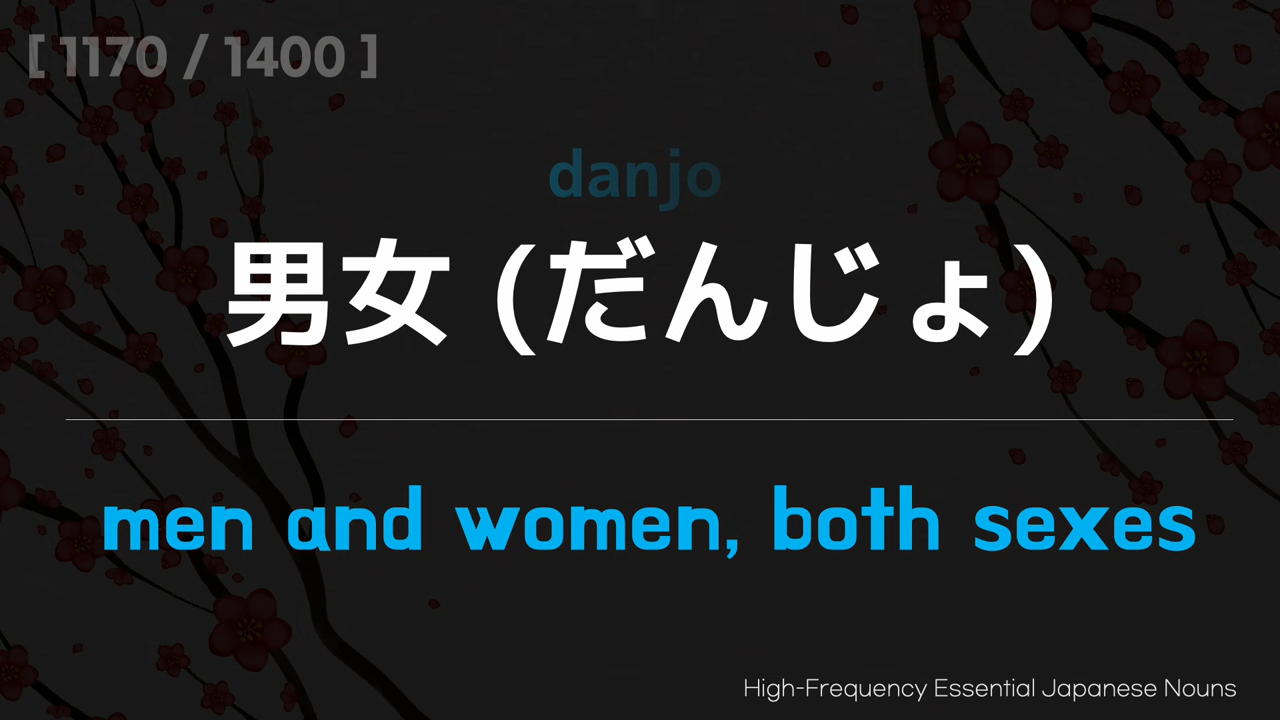 [ 1170 / 1400 ]
danjo
男女 (だんじょ)
men and women, both sexes
High-Frequency Essential Japanese Nouns